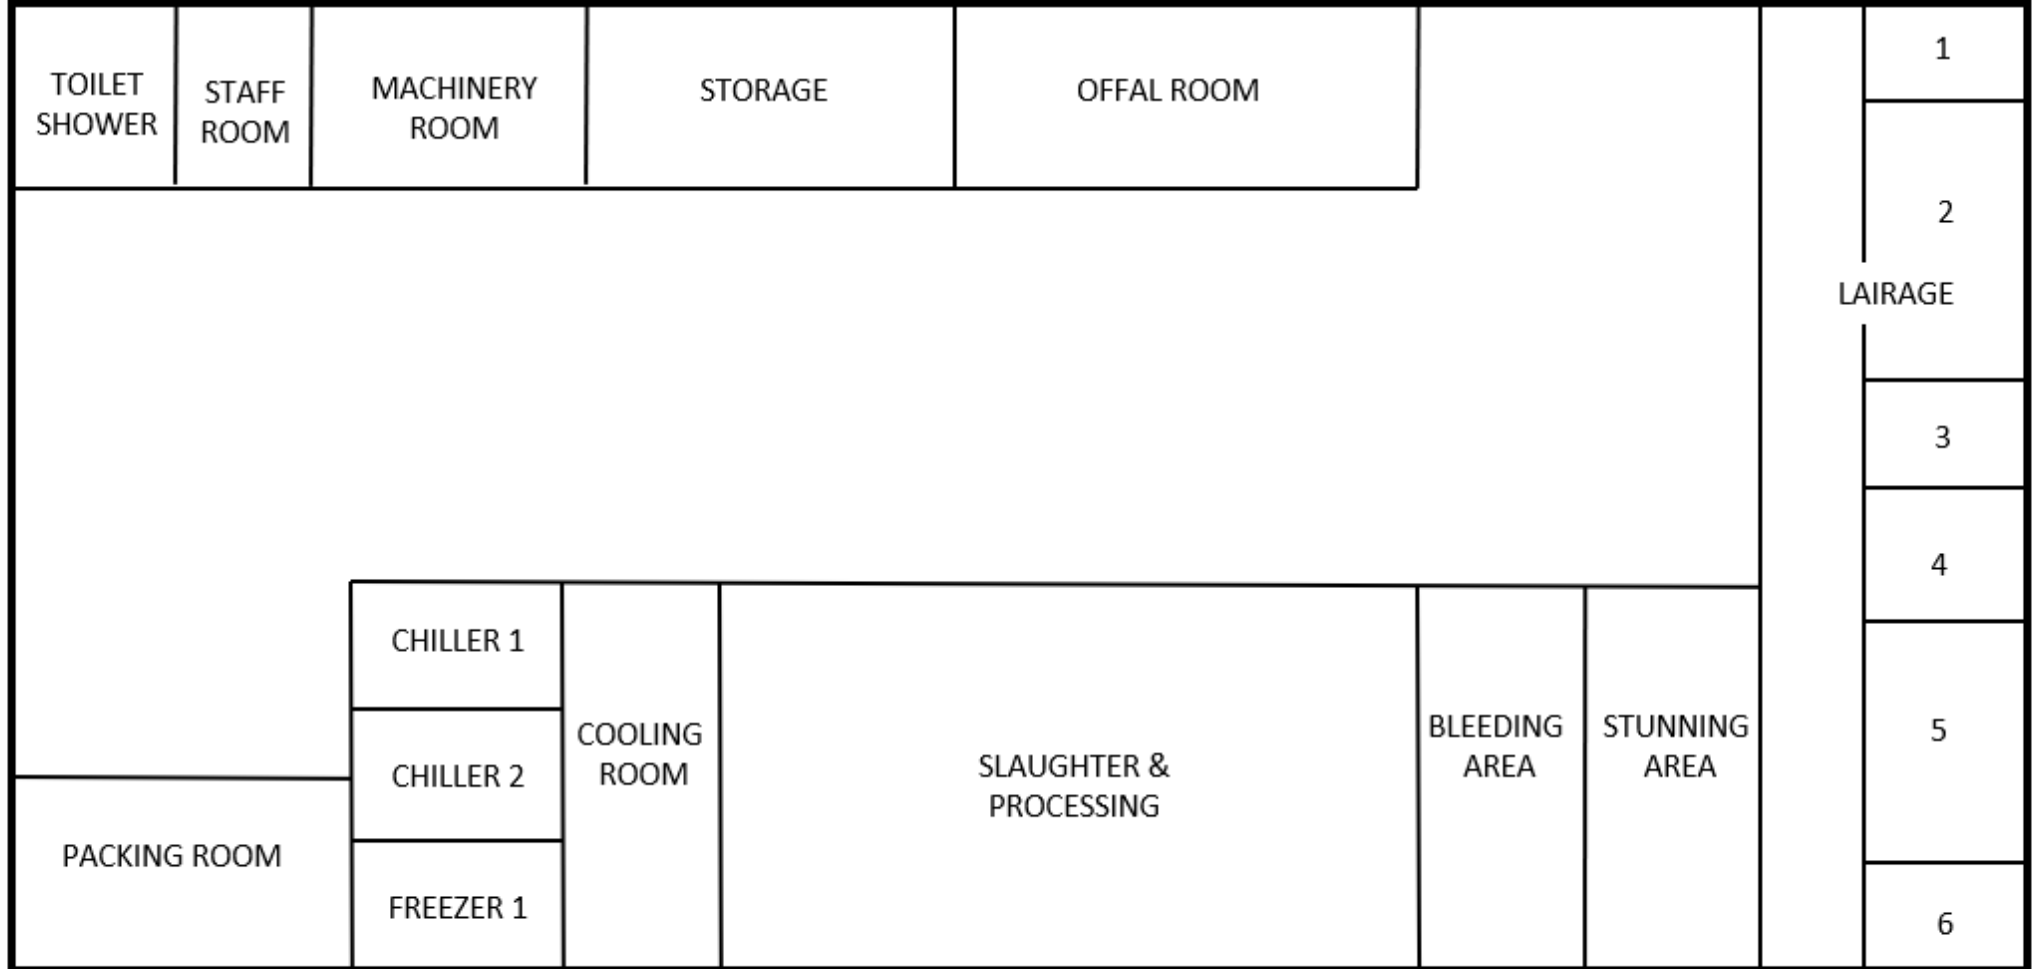 TOILET
SHOWER
STAFF
ROOM
MACHINERY
ROOM
STORAGE
OFFAL ROOM
1
2
LAIRAGE
3
4
5
6
CHILLER 1
CHILLER 2
FREEZER 1
COOLING
ROOM
SLAUGHTER &
PROCESSING
BLEEDING
AREA
STUNNING
AREA
PACKING ROOM